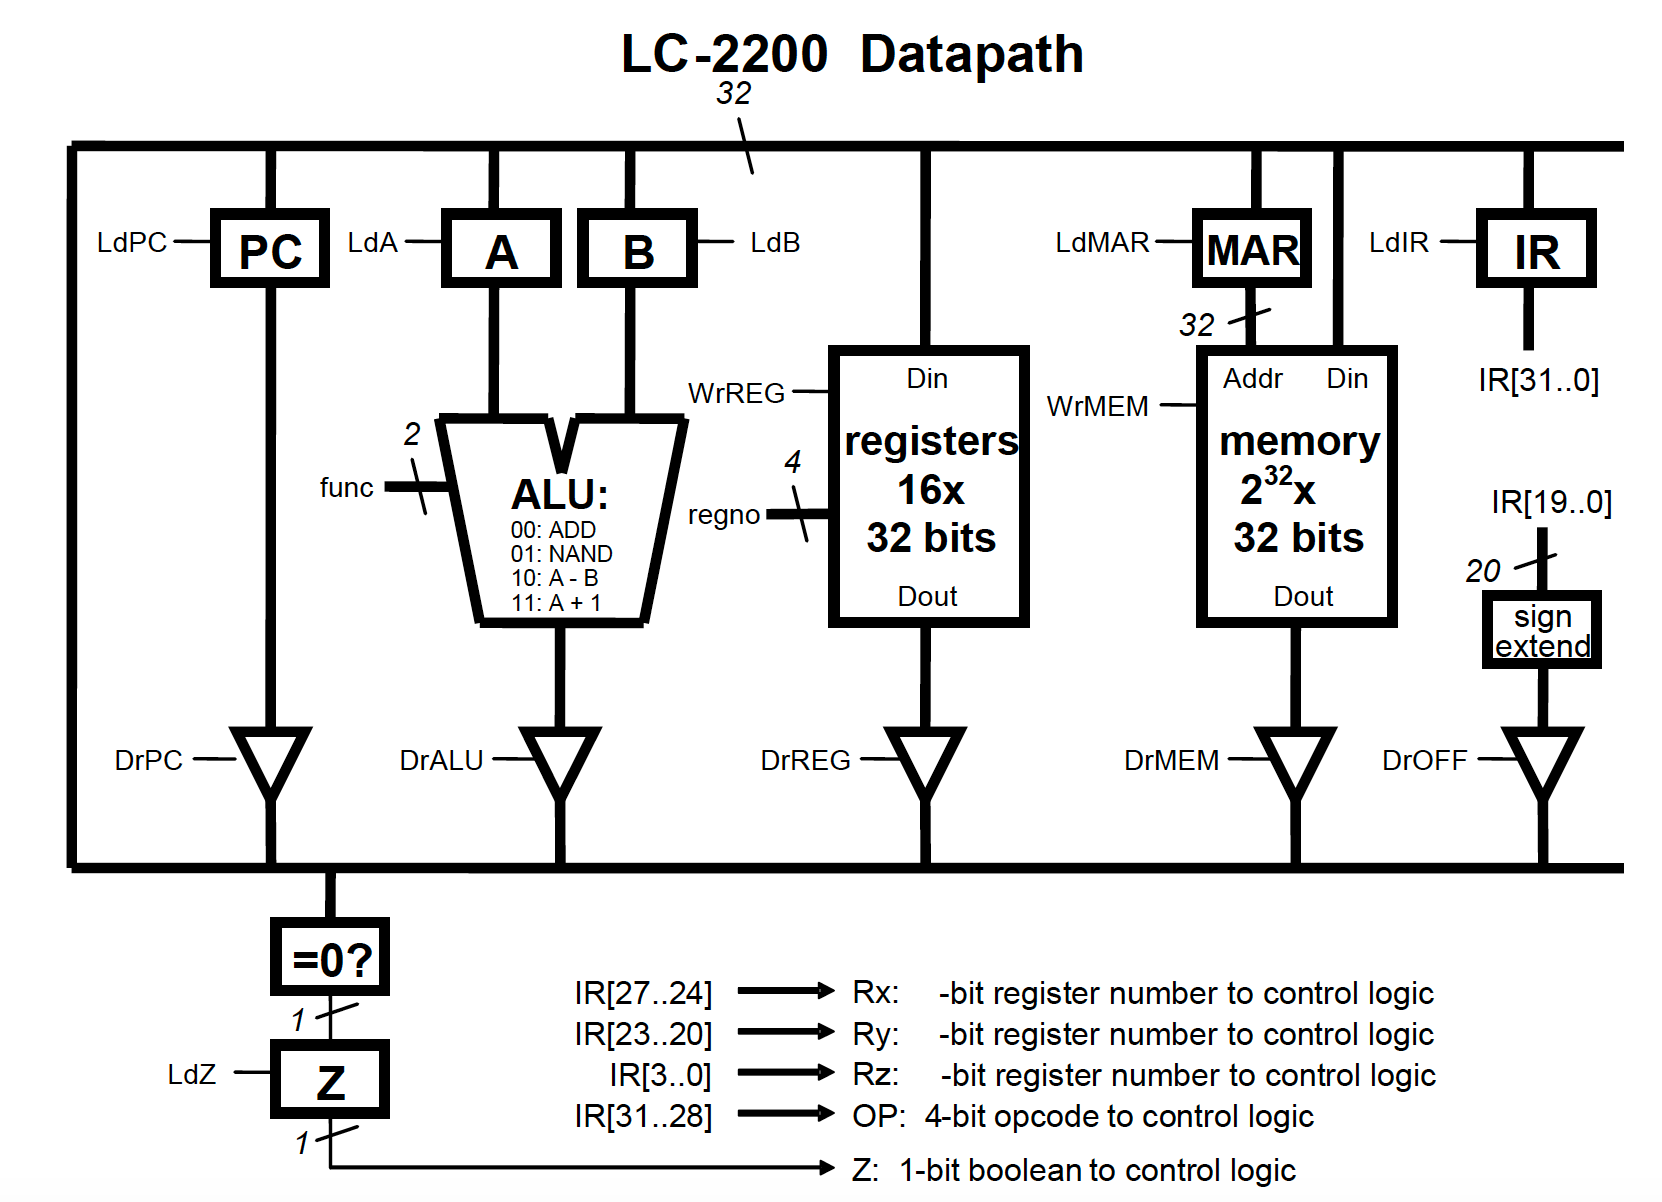 LC-2200 Datapath
32
LdPC
PC
LdA
A
B
LdB
LdMAR
MAR
LdIR
IR
32
IR[31..0]
WrREG
Din
WrMEM
Addr
Din
2
func
ALU:
00: ADD
01: NAND
10: A - B
11: A + 1
4
regno
registers
16x
32 bits
Dout
memory
2³²x
32 bits
Dout
IR[19..0]
20
sign
extend
DrPC
DrALU
DrREG
DrMEM
DrOFF
=0?
1
LdZ
Z
1
IR[27..24] Rx: -bit register number to control logic
IR[23..20] Ry: -bit register number to control logic
IR[3..0] Rz: -bit register number to control logic
IR[31..28] OP: 4-bit opcode to control logic
Z: 1-bit boolean to control logic